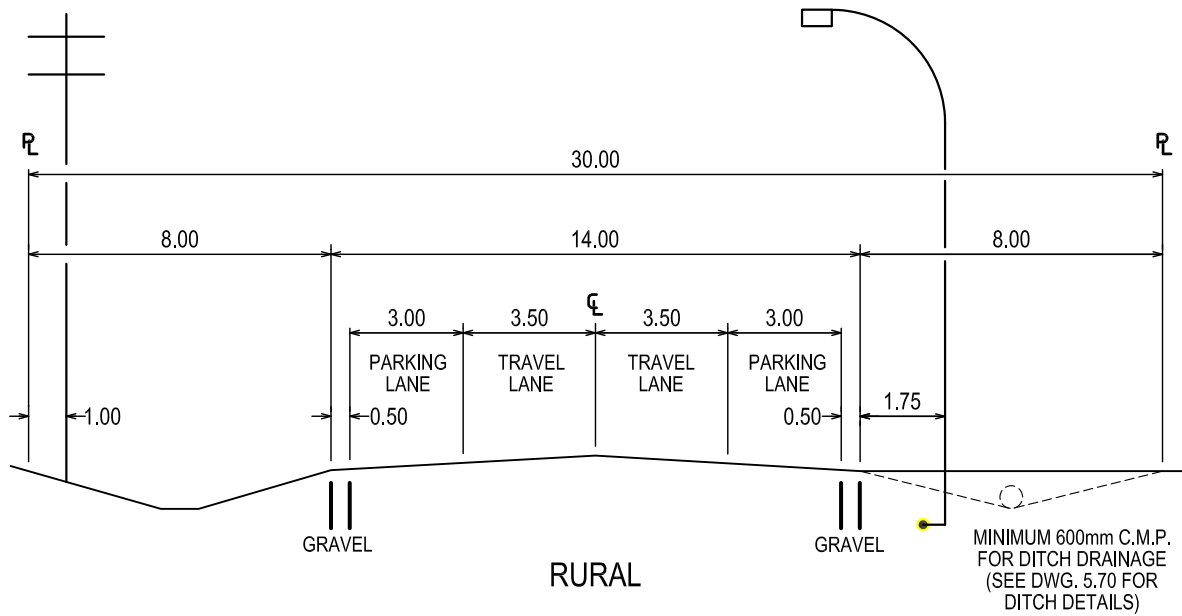 PL
PL
30.00
8.00
14.00
8.00
CL
3.00
3.50
3.50
3.00
PARKING
LANE
TRAVEL
LANE
TRAVEL
LANE
PARKING
LANE
1.00
0.50
0.50
1.75
GRAVEL
GRAVEL
MINIMUM 600mm C.M.P.
FOR DITCH DRAINAGE
(SEE DWG. 5.70 FOR
DITCH DETAILS)
RURAL